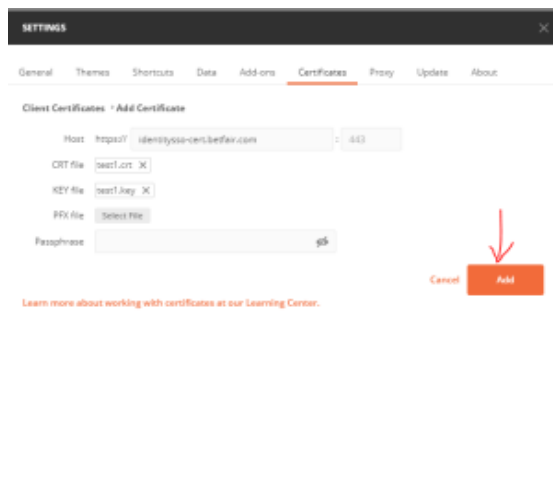 SETTINGS
General Themes Shortcuts Data Add-ons Certificates Proxy Update About
Client Certificates Add Certificate
Host https:// identitysso-cert.betfair.com : 443
CRT file test1.crt X
KEY file test1.key X
PFX file Select File
Passphrase
Cancel Add
Learn more about working with certificates at our Learning Center.